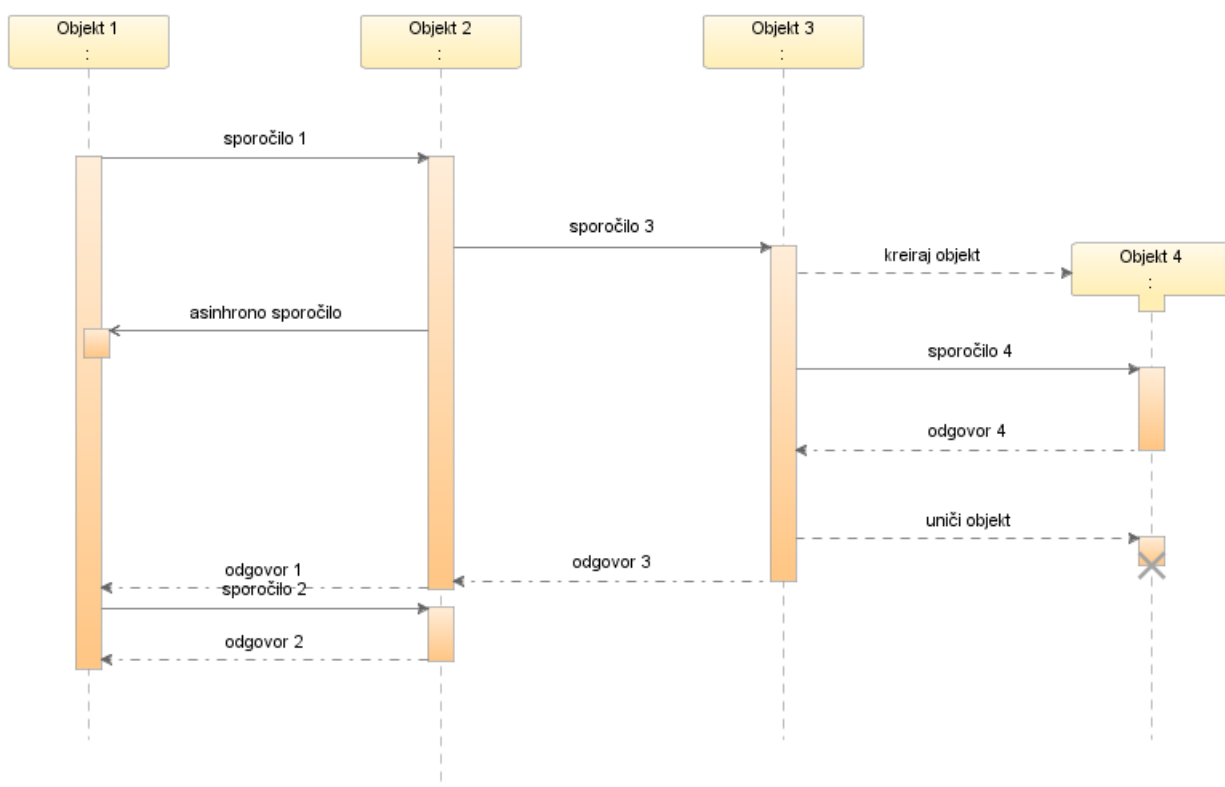 Objekt 1
:
Objekt 2
:
Objekt 3
:
sporočilo 1
sporočilo 3
kreiraj objekt
Objekt 4
:
asinhrono sporočilo
sporočilo 4
odgovor 4
uniči objekt
odgovor 3
odgovor 1
sporočilo 2
odgovor 2